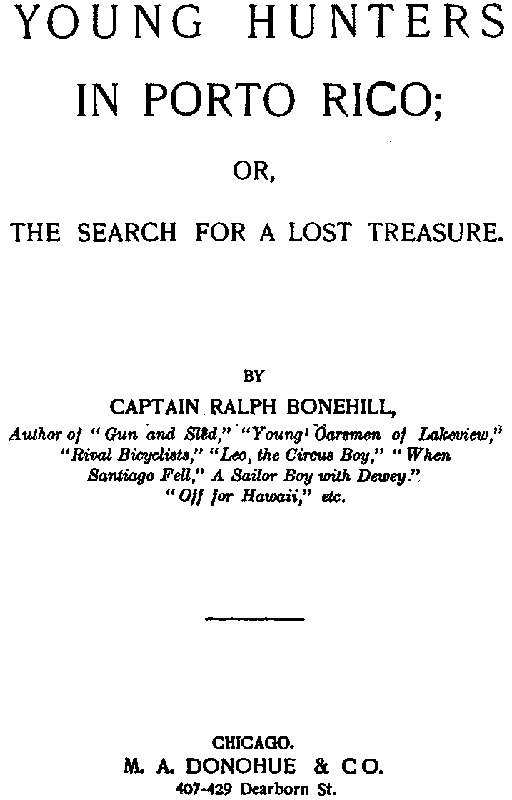 YOUNG HUNTERS
IN PORTO RICO;
OR,
THE SEARCH FOR A LOST TREASURE.
BY
CAPTAIN RALPH BONEHILL,
Author of "Gun and Sled," "Young Oarsmen of Lakeview,"
"Rival Bicyclists," "Leo, the Circus Boy," "When
Santiago Fell," A Sailor Boy with Dewey."
"Off for Hawaii," etc.
CHICAGO.
M. A. DONOHUE & CO.
407-429 Dearborn St.